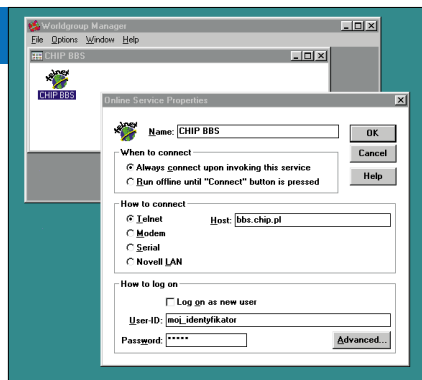 Worldgroup Manager
File Options Window Help
CHIP BBS
telnet
CHIP BBS
Online Service Properties
telnet
Name: CHIP BBS
OK
When to connect
Cancel
Always connect upon invoking this service
Run offline until "Connect" button is pressed
Help
How to connect
Telnet Host: bbs.chip.pl
Modem
Serial
Novell LAN
How to log on
Log on as new user
User-ID: moj_identyfikator
Password: *****
Advanced...